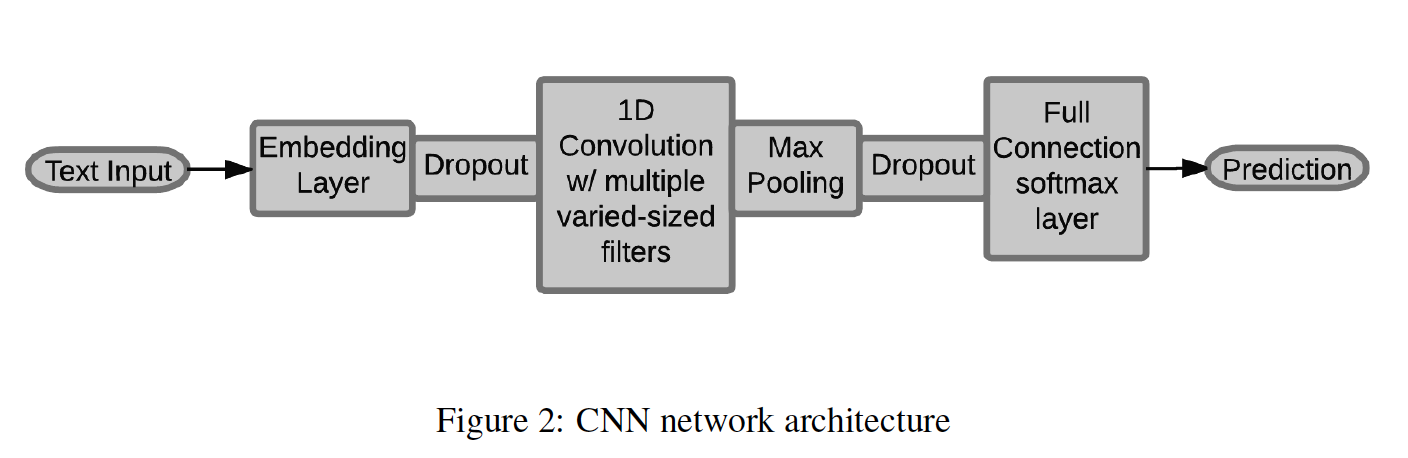 Text Input
Embedding
Layer
Dropout
1D
Convolution
w/ multiple
varied-sized
filters
Max
Pooling
Dropout
Full
Connection
softmax
layer
Prediction
Figure 2: CNN network architecture